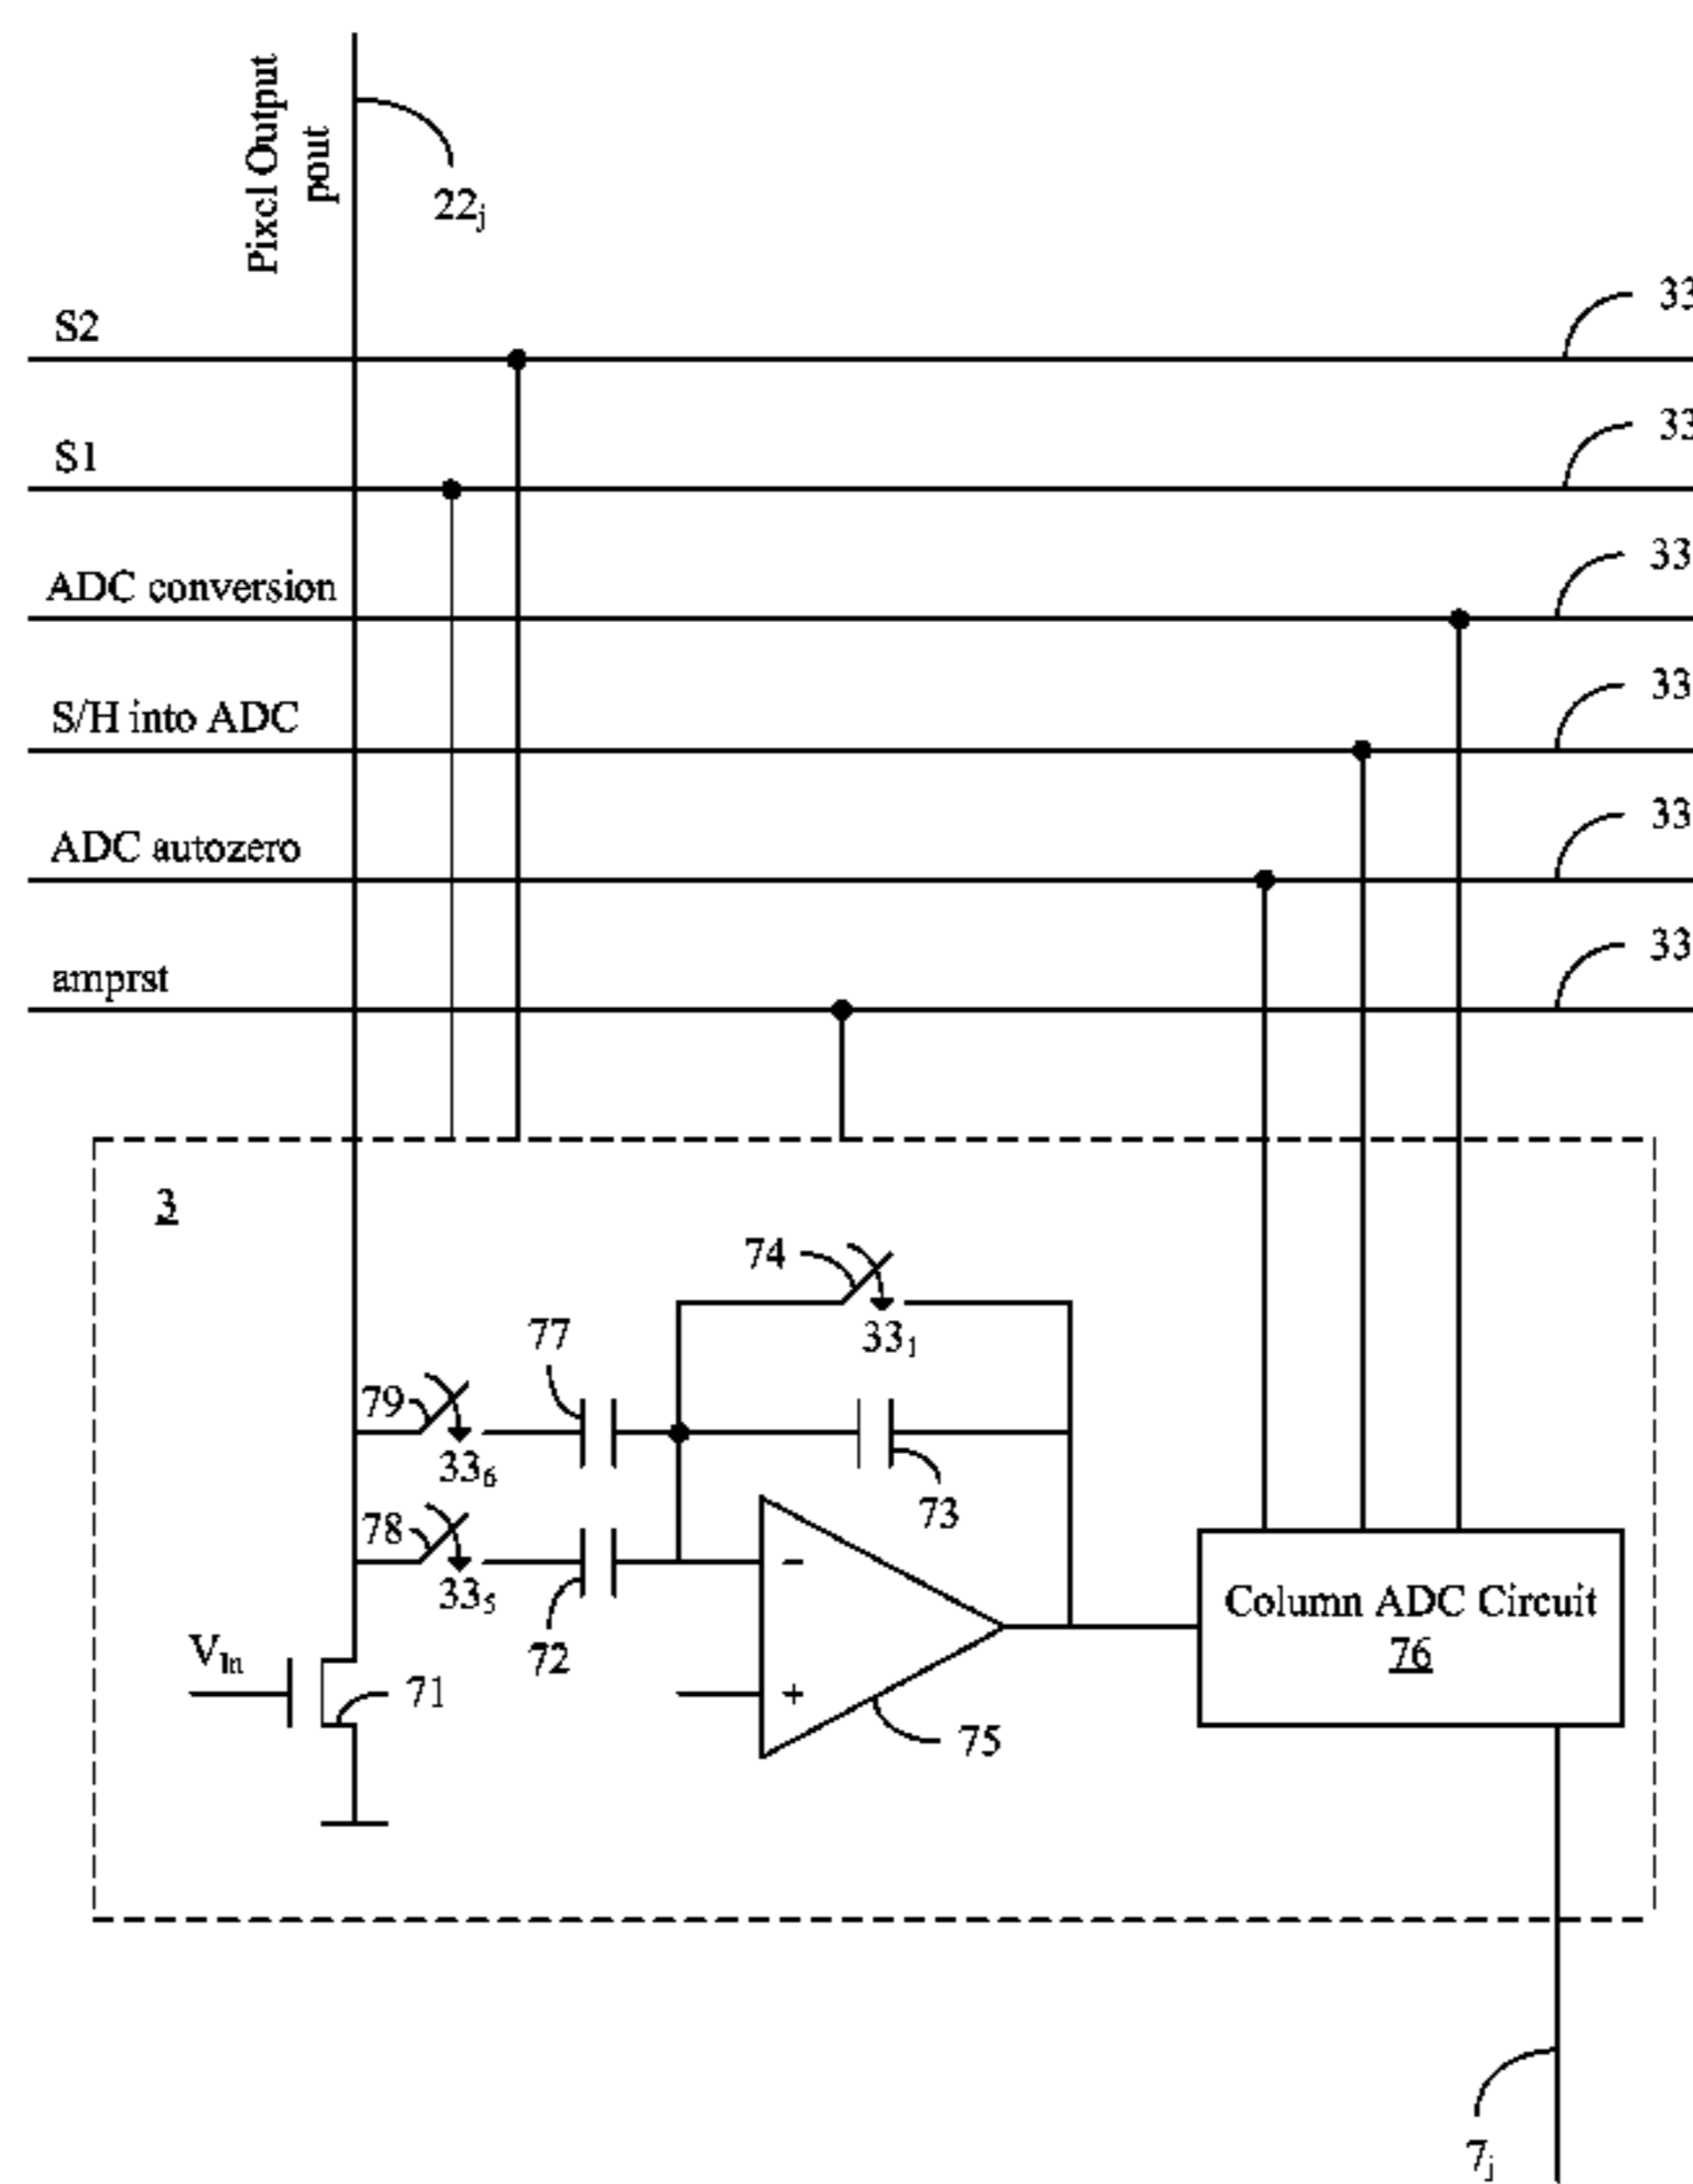 Pixel Output
pout
22j
S2
33
S1
33
ADC conversion
33
S/H into ADC
33
ADC autozero
33
amprst
33
3
74
33₁
77
79
33₆
73
78
33₅
72
Column ADC Circuit
76
Vln
71
75
−
+
7j